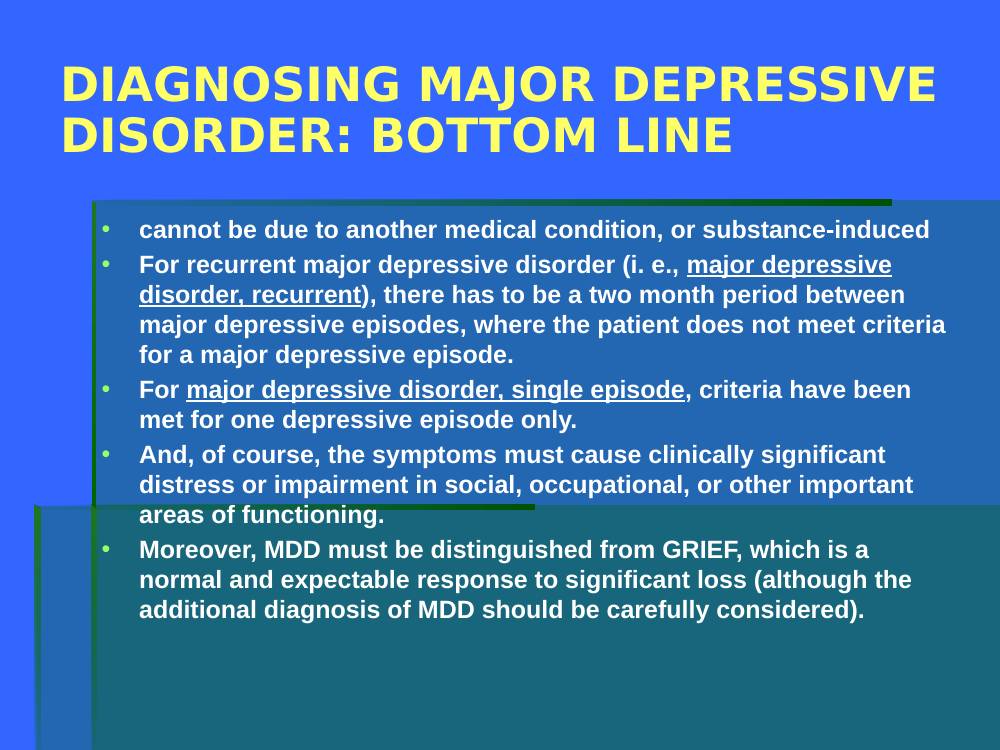 DIAGNOSING MAJOR DEPRESSIVE
DISORDER: BOTTOM LINE
• cannot be due to another medical condition, or substance-induced
• For recurrent major depressive disorder (i. e., major depressive
disorder, recurrent), there has to be a two month period between
major depressive episodes, where the patient does not meet criteria
for a major depressive episode.
• For major depressive disorder, single episode, criteria have been
met for one depressive episode only.
• And, of course, the symptoms must cause clinically significant
distress or impairment in social, occupational, or other important
areas of functioning.
• Moreover, MDD must be distinguished from GRIEF, which is a
normal and expectable response to significant loss (although the
additional diagnosis of MDD should be carefully considered).